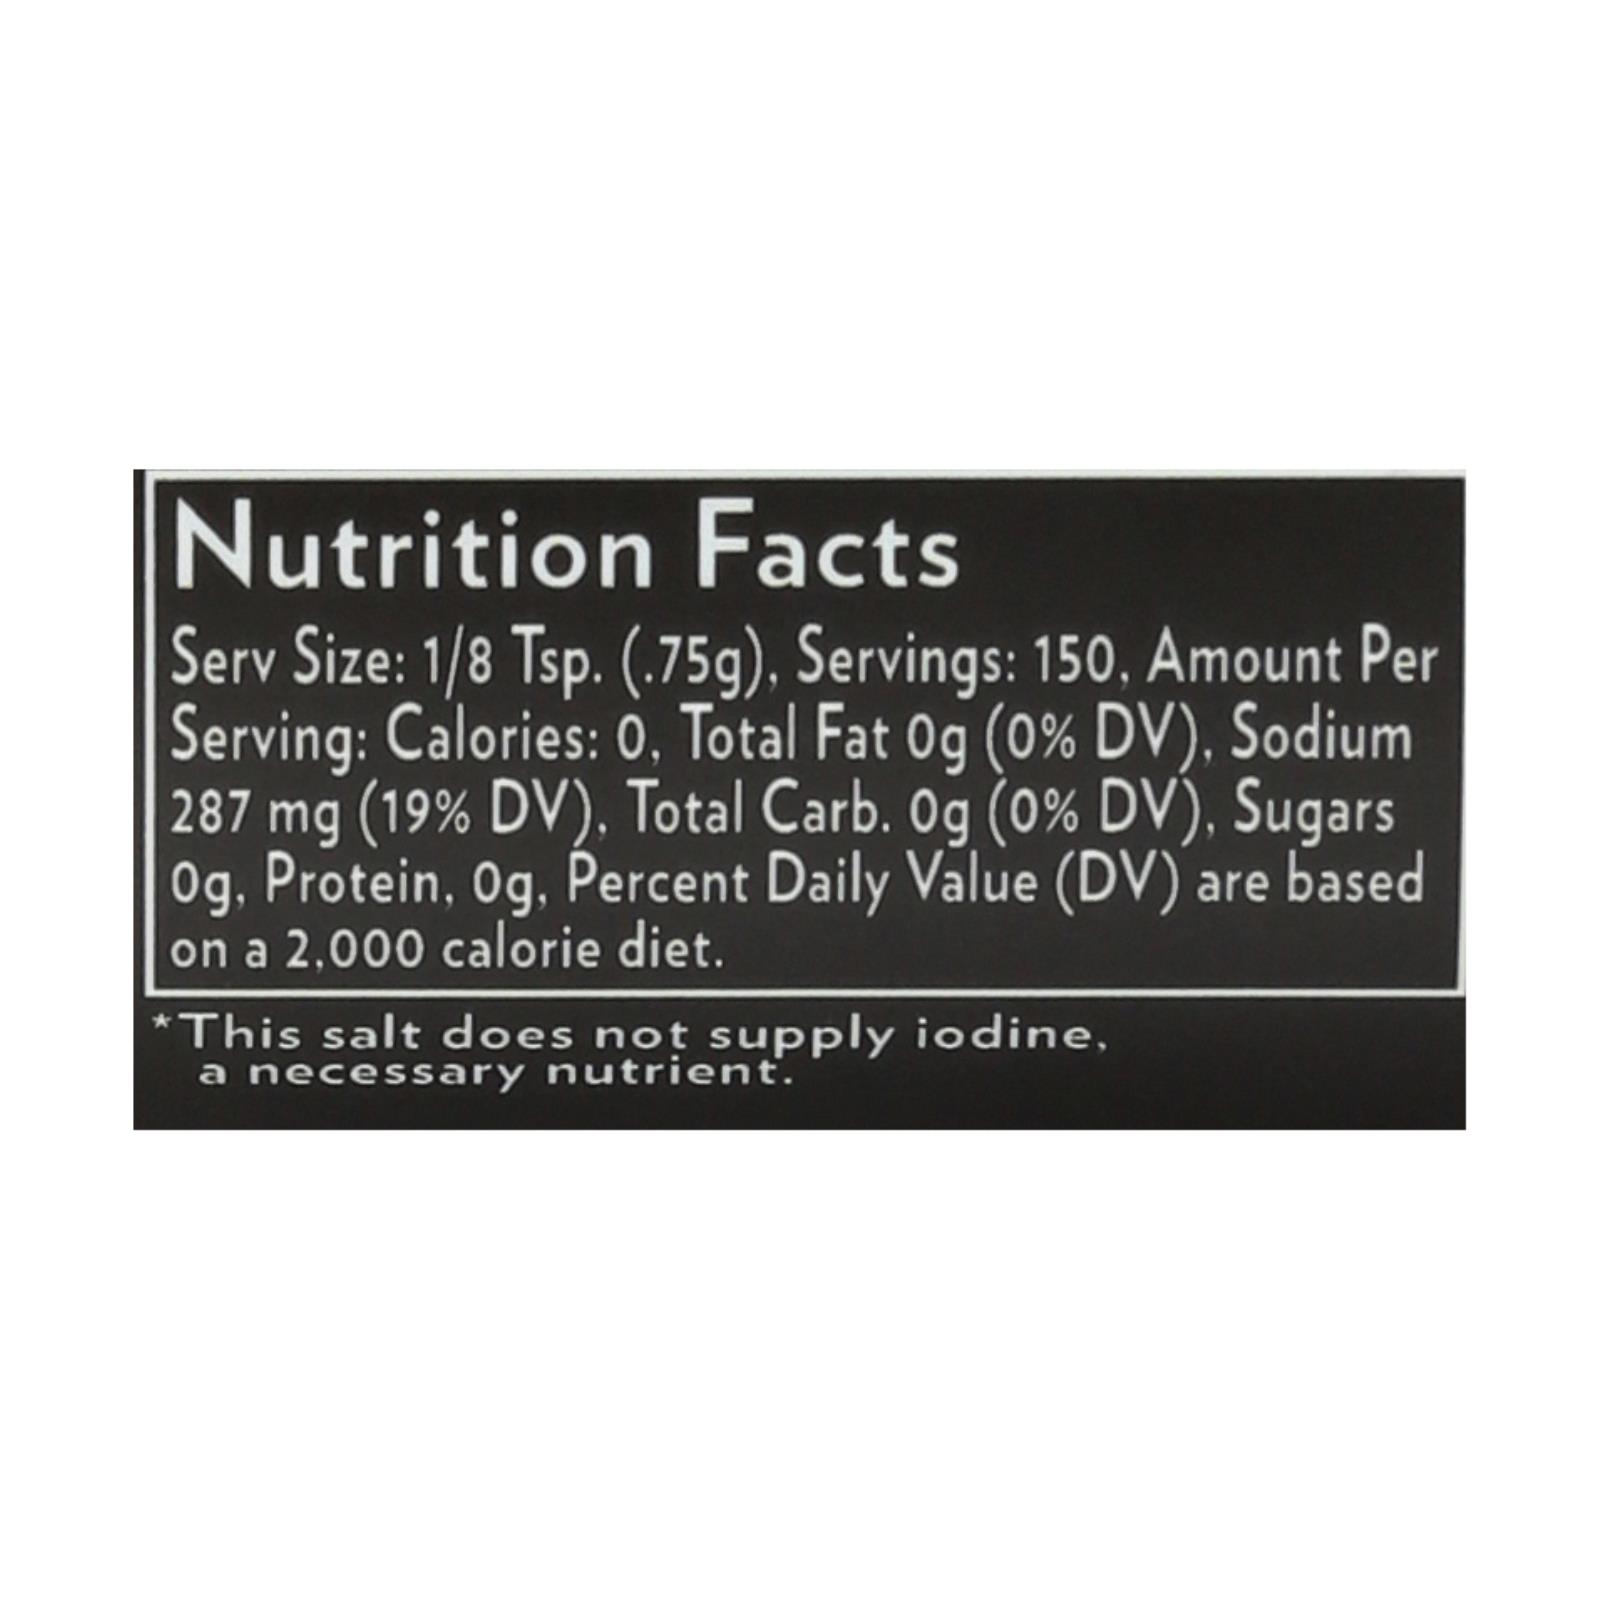 Nutrition Facts
Serv Size: 1/8 Tsp. (.75g), Servings: 150, Amount Per
Serving: Calories: 0, Total Fat 0g (0% DV), Sodium
287 mg (19% DV), Total Carb. 0g (0% DV), Sugars
0g, Protein, 0g, Percent Daily Value (DV) are based
on a 2,000 calorie diet.
*This salt does not supply iodine,
a necessary nutrient.